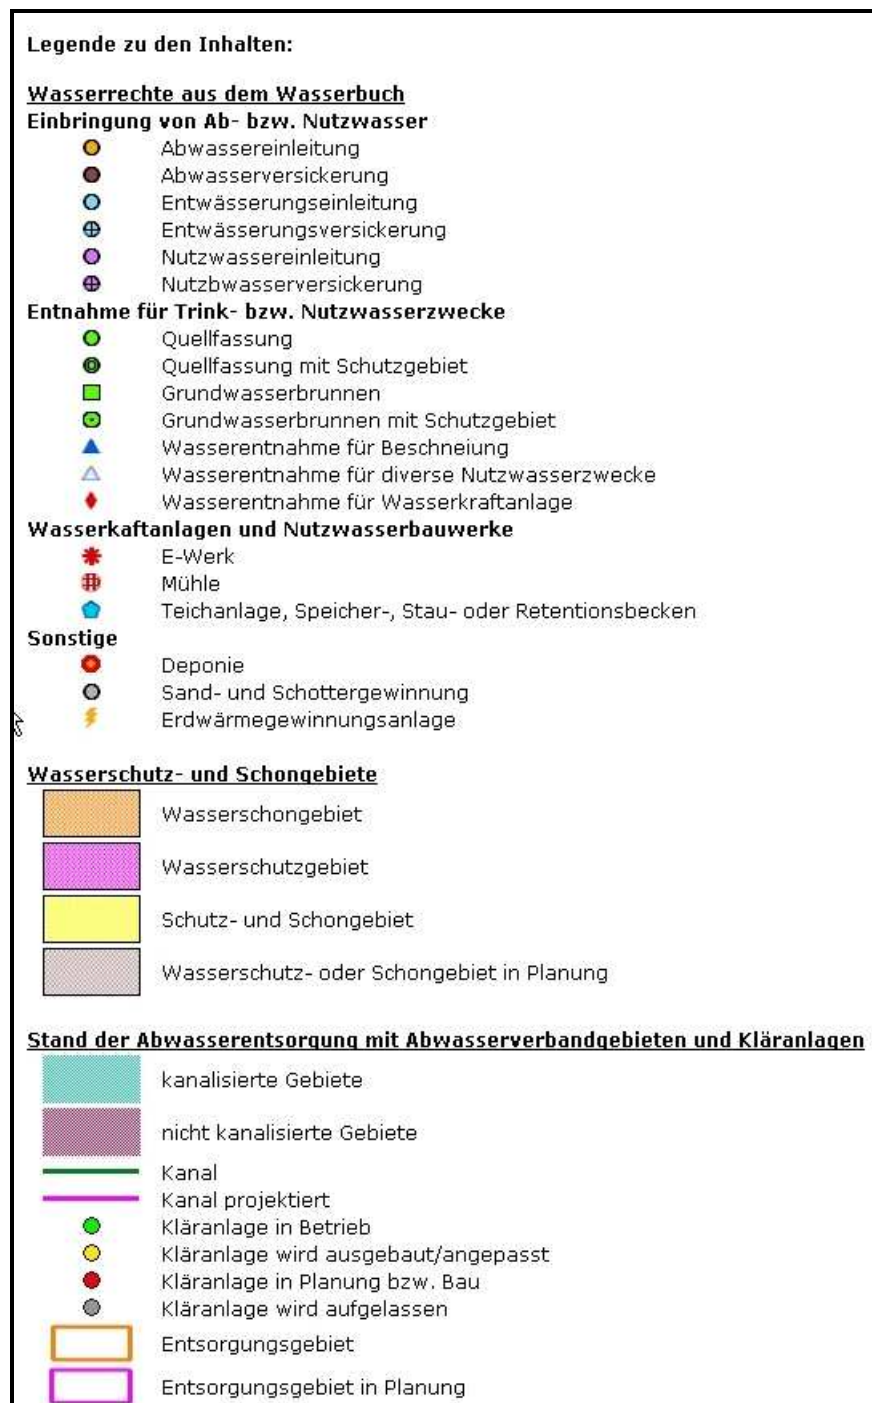 Legende zu den Inhalten:
Wasserrechte aus dem Wasserbuch
Einbringung von Ab- bzw. Nutzwasser
Abwassereinleitung
Abwasserversickerung
Entwässerungseinleitung
Entwässerungsversickerung
Nutzwassereinleitung
Nutzbwasserversickerung
Entnahme für Trink- bzw. Nutzwasserzwecke
Quellfassung
Quellfassung mit Schutzgebiet
Grundwasserbrunnen
Grundwasserbrunnen mit Schutzgebiet
Wasserentnahme für Beschneiung
Wasserentnahme für diverse Nutzwasserzwecke
Wasserentnahme für Wasserkraftanlage
Wasserkaftanlagen und Nutzwasserbauwerke
E-Werk
Mühle
Teichanlage, Speicher-, Stau- oder Retentionsbecken
Sonstige
Deponie
Sand- und Schottergewinnung
Erdwärmegewinnungsanlage
Wasserschutz- und Schongebiete
Wasserschongebiet
Wasserschutzgebiet
Schutz- und Schongebiet
Wasserschutz- oder Schongebiet in Planung
Stand der Abwasserentsorgung mit Abwasserverbandgebieten und Kläranlagen
kanalisierte Gebiete
nicht kanalisierte Gebiete
Kanal
Kanal projektiert
Kläranlage in Betrieb
Kläranlage wird ausgebaut/angepasst
Kläranlage in Planung bzw. Bau
Kläranlage wird aufgelassen
Entsorgungsgebiet
Entsorgungsgebiet in Planung